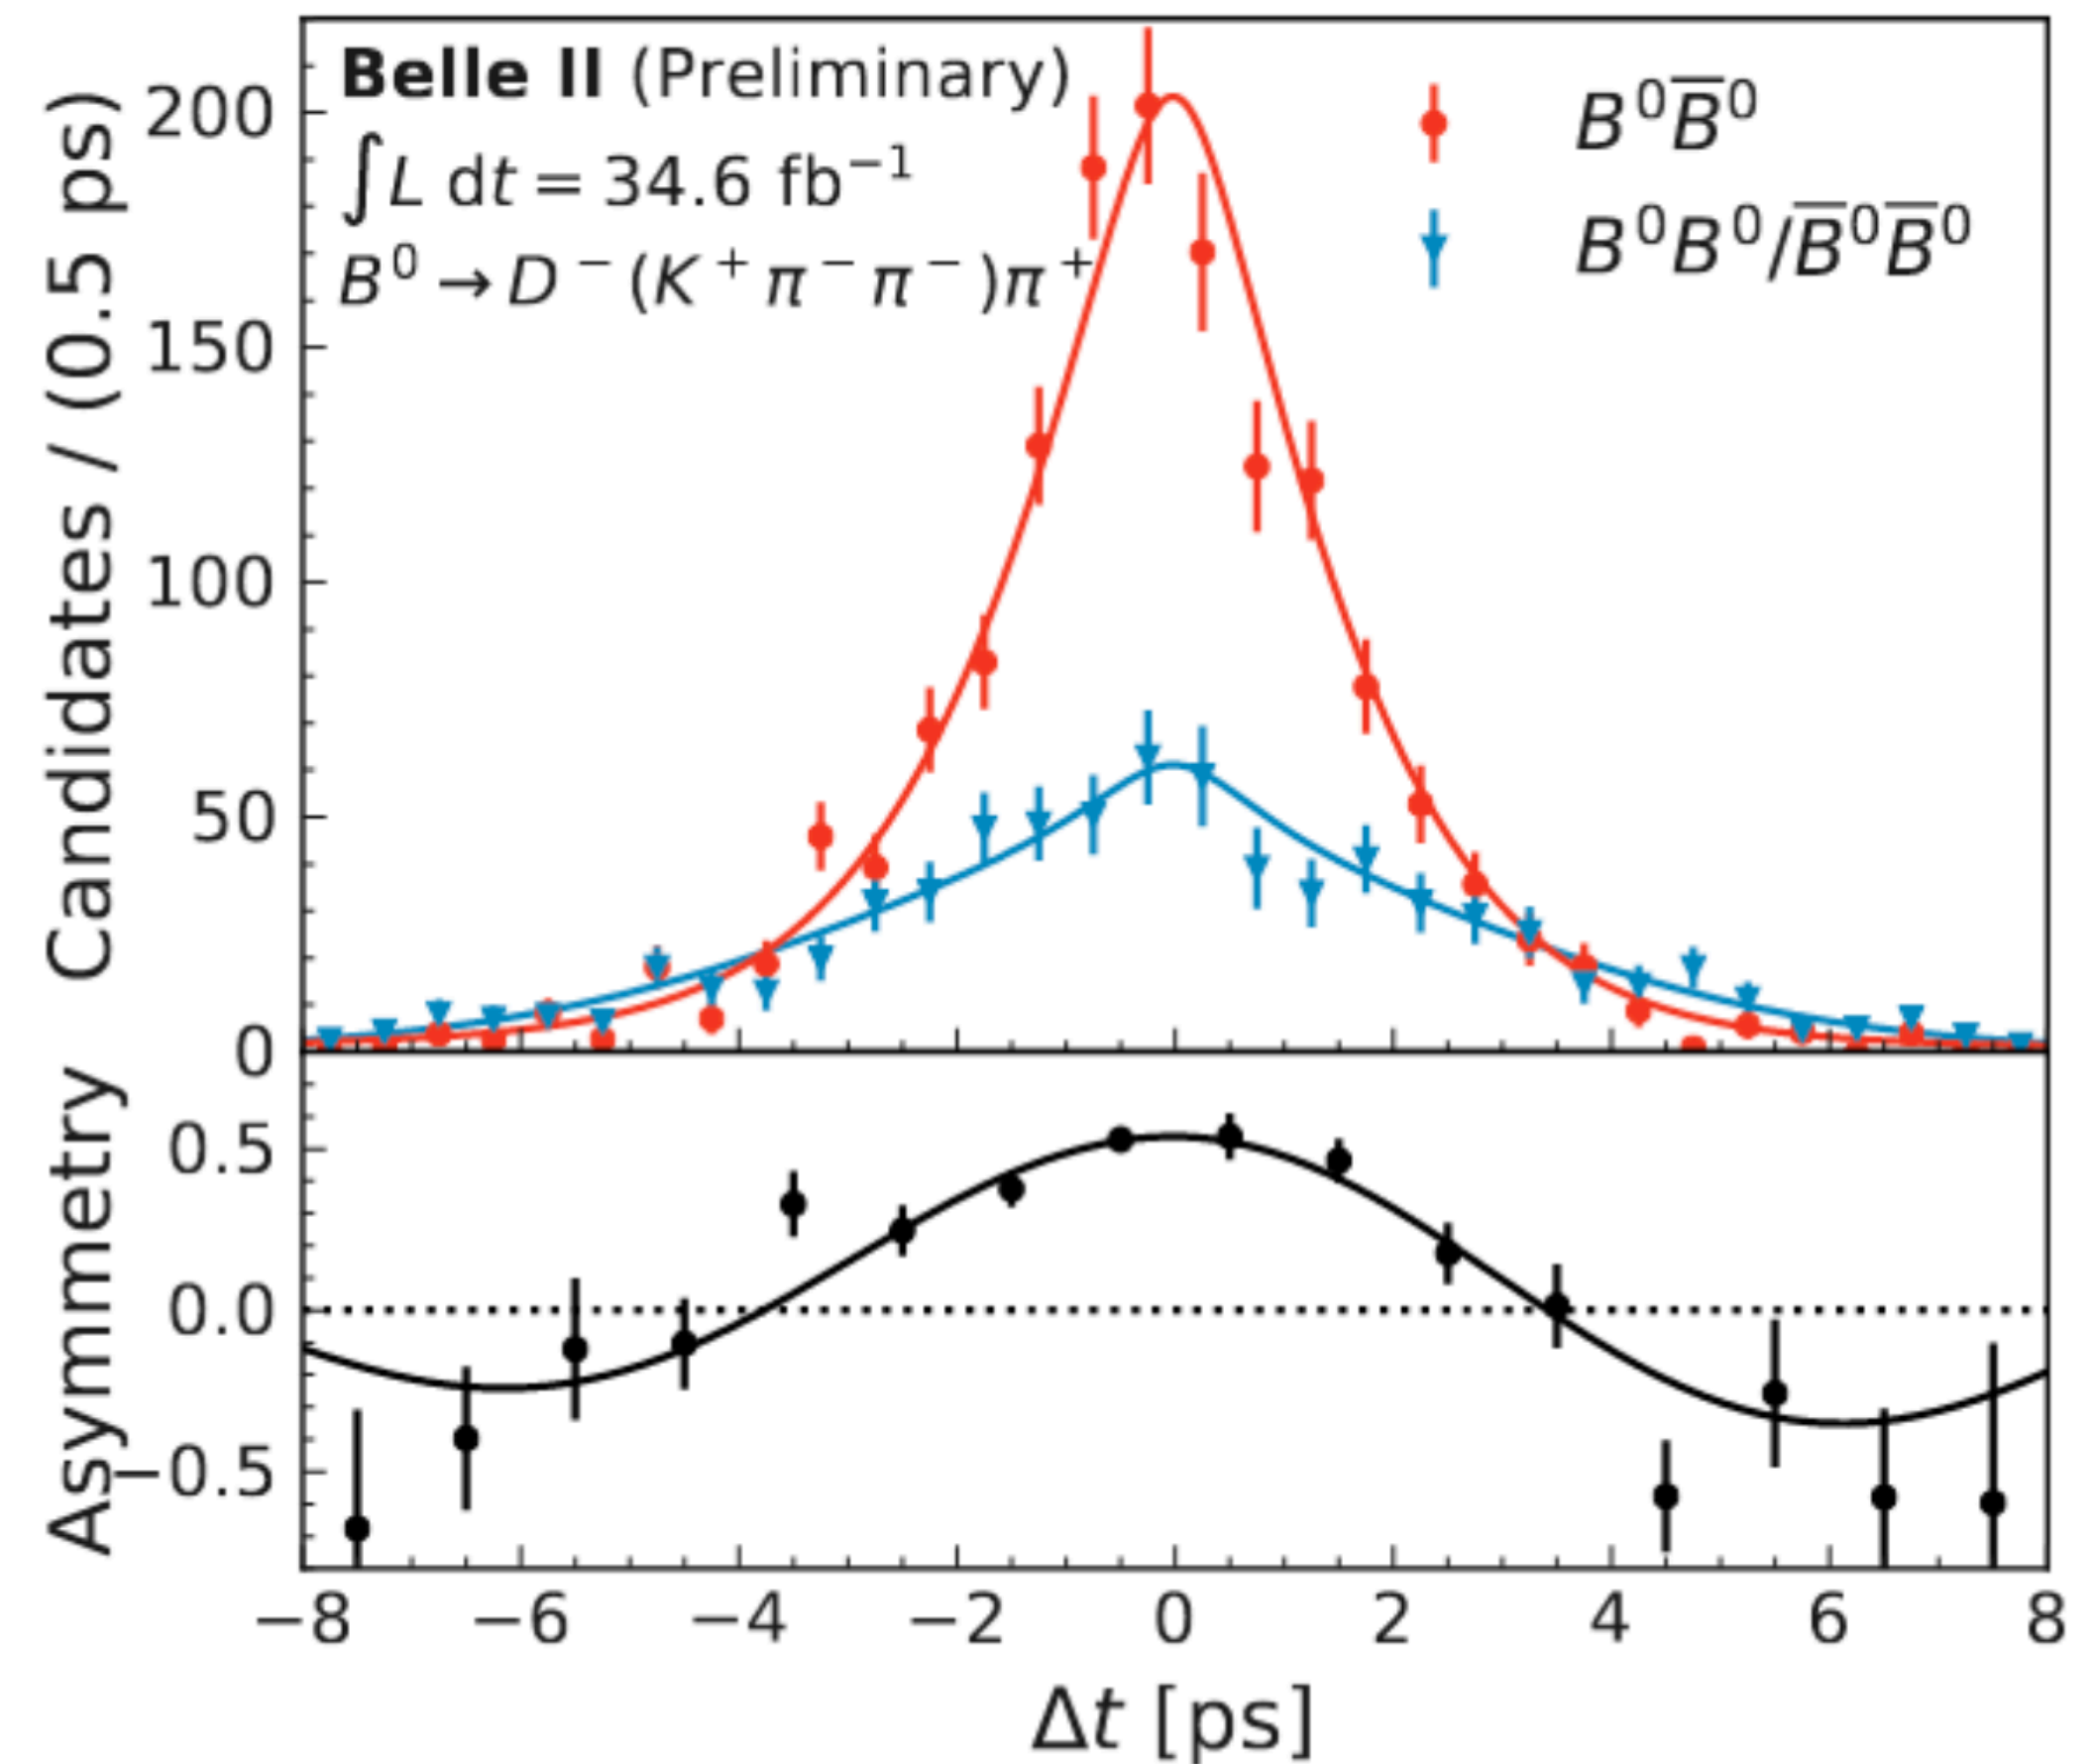 Belle II (Preliminary)
∫L dt = 34.6 fb⁻¹
B⁰ → D⁻(K⁺π⁻π⁻)π⁺
B⁰B̅⁰
B⁰B⁰/B̅⁰B̅⁰
Candidates / (0.5 ps)
200
150
100
50
0
Asymmetry
0.5
0.0
−0.5
−8 −6 −4 −2 0 2 4 6 8
Δt [ps]